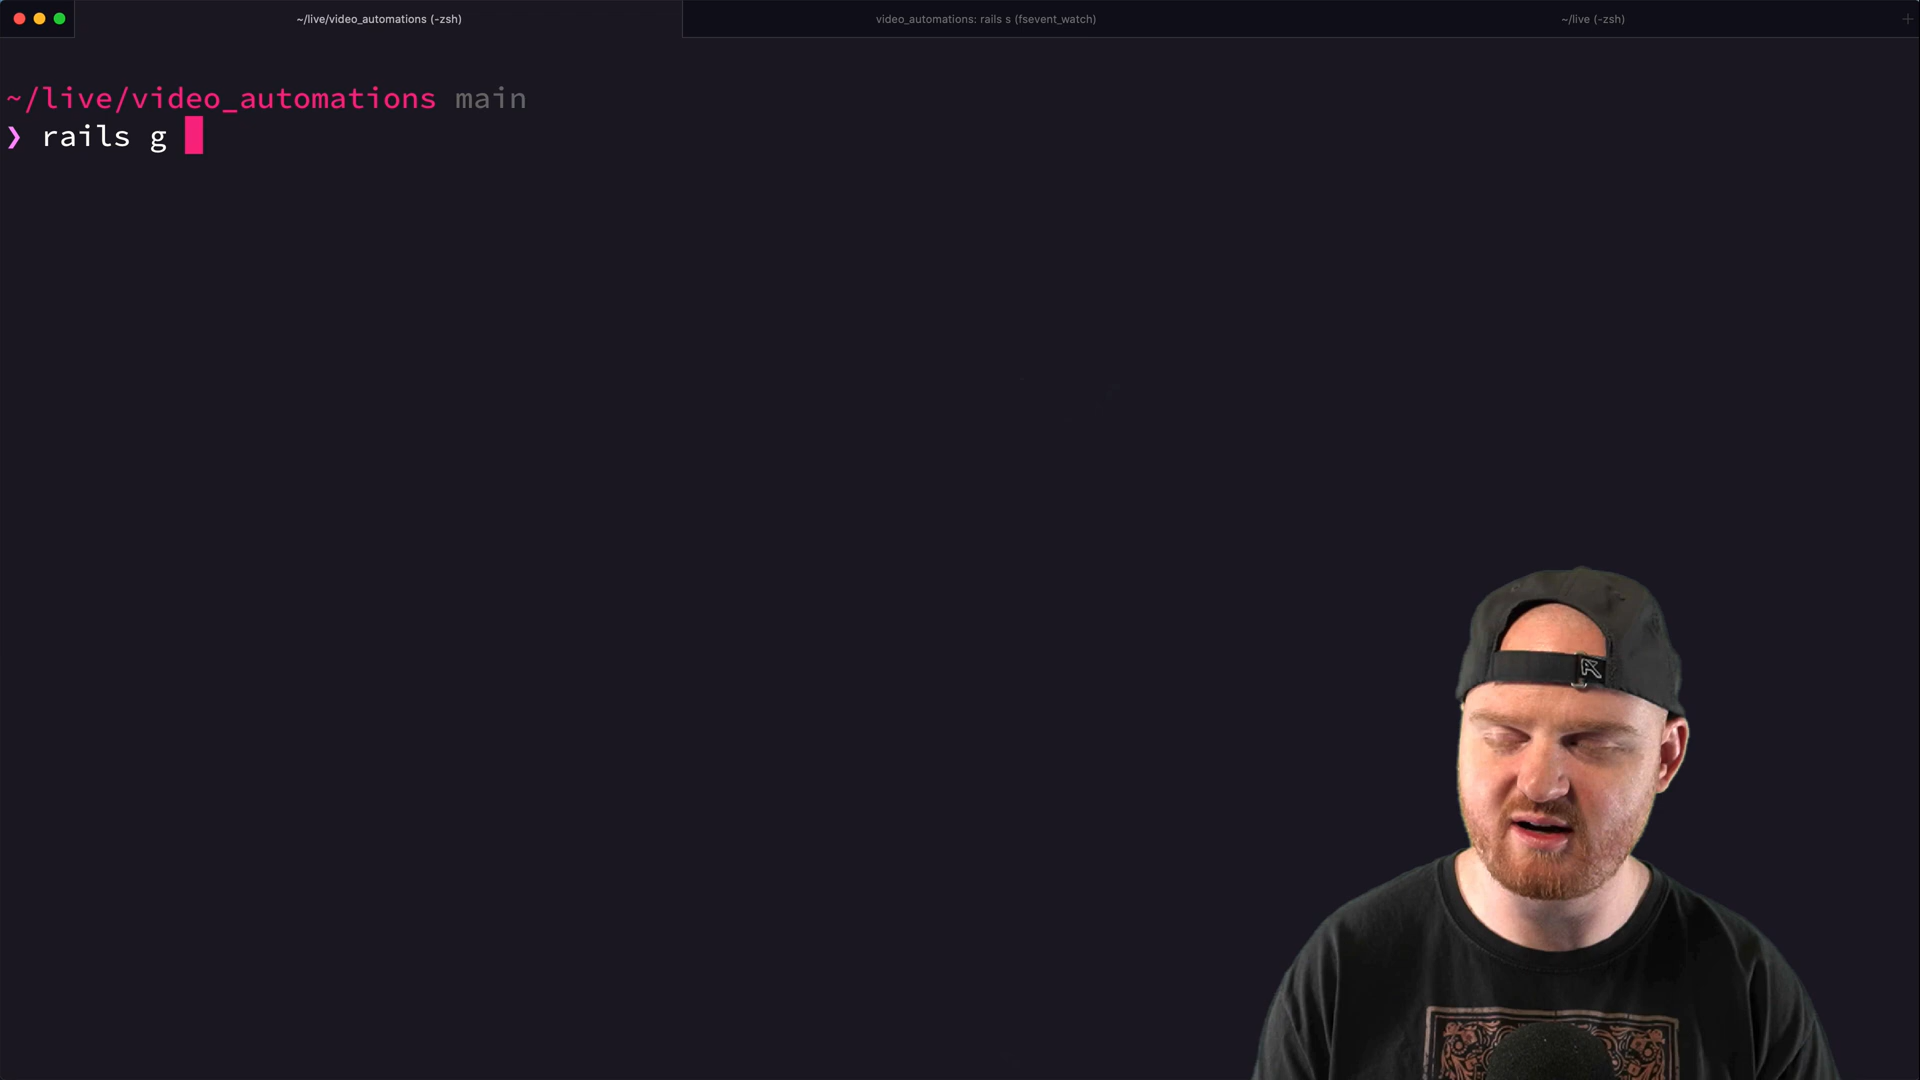 ~/live/video_automations (-zsh)
video_automations: rails s (fsevent_watch)
~/live (-zsh)
~/live/video_automations main
❯ rails g